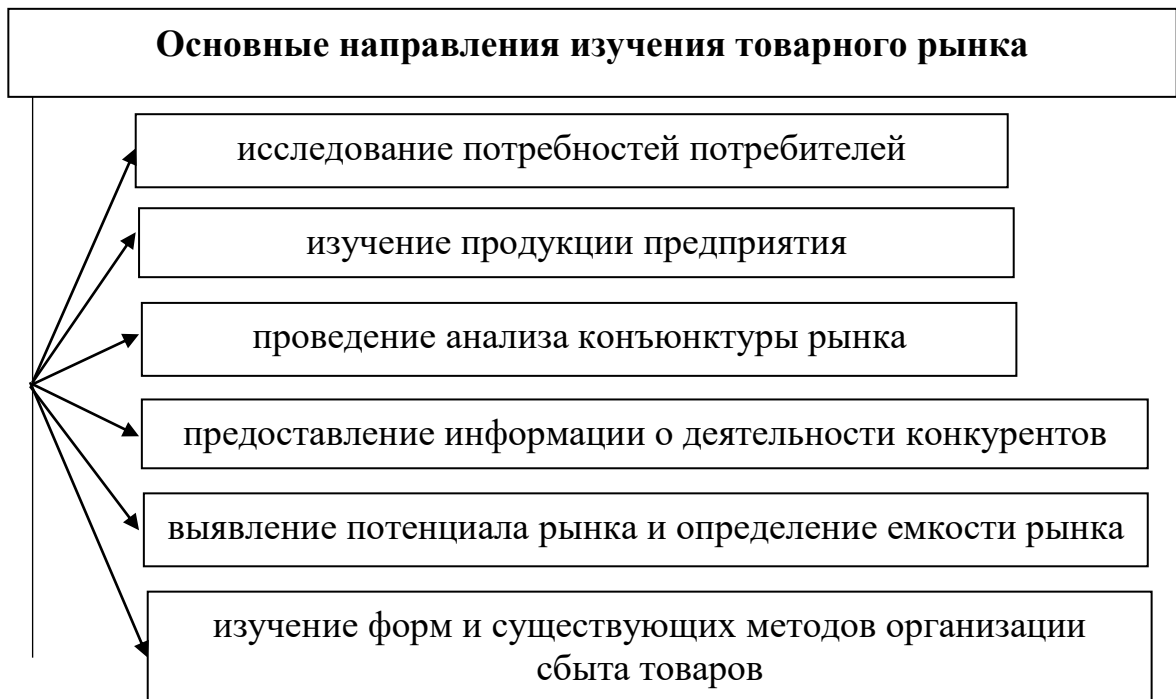 Основные направления изучения товарного рынка
исследование потребностей потребителей
изучение продукции предприятия
проведение анализа конъюнктуры рынка
предоставление информации о деятельности конкурентов
выявление потенциала рынка и определение емкости рынка
изучение форм и существующих методов организации
сбыта товаров